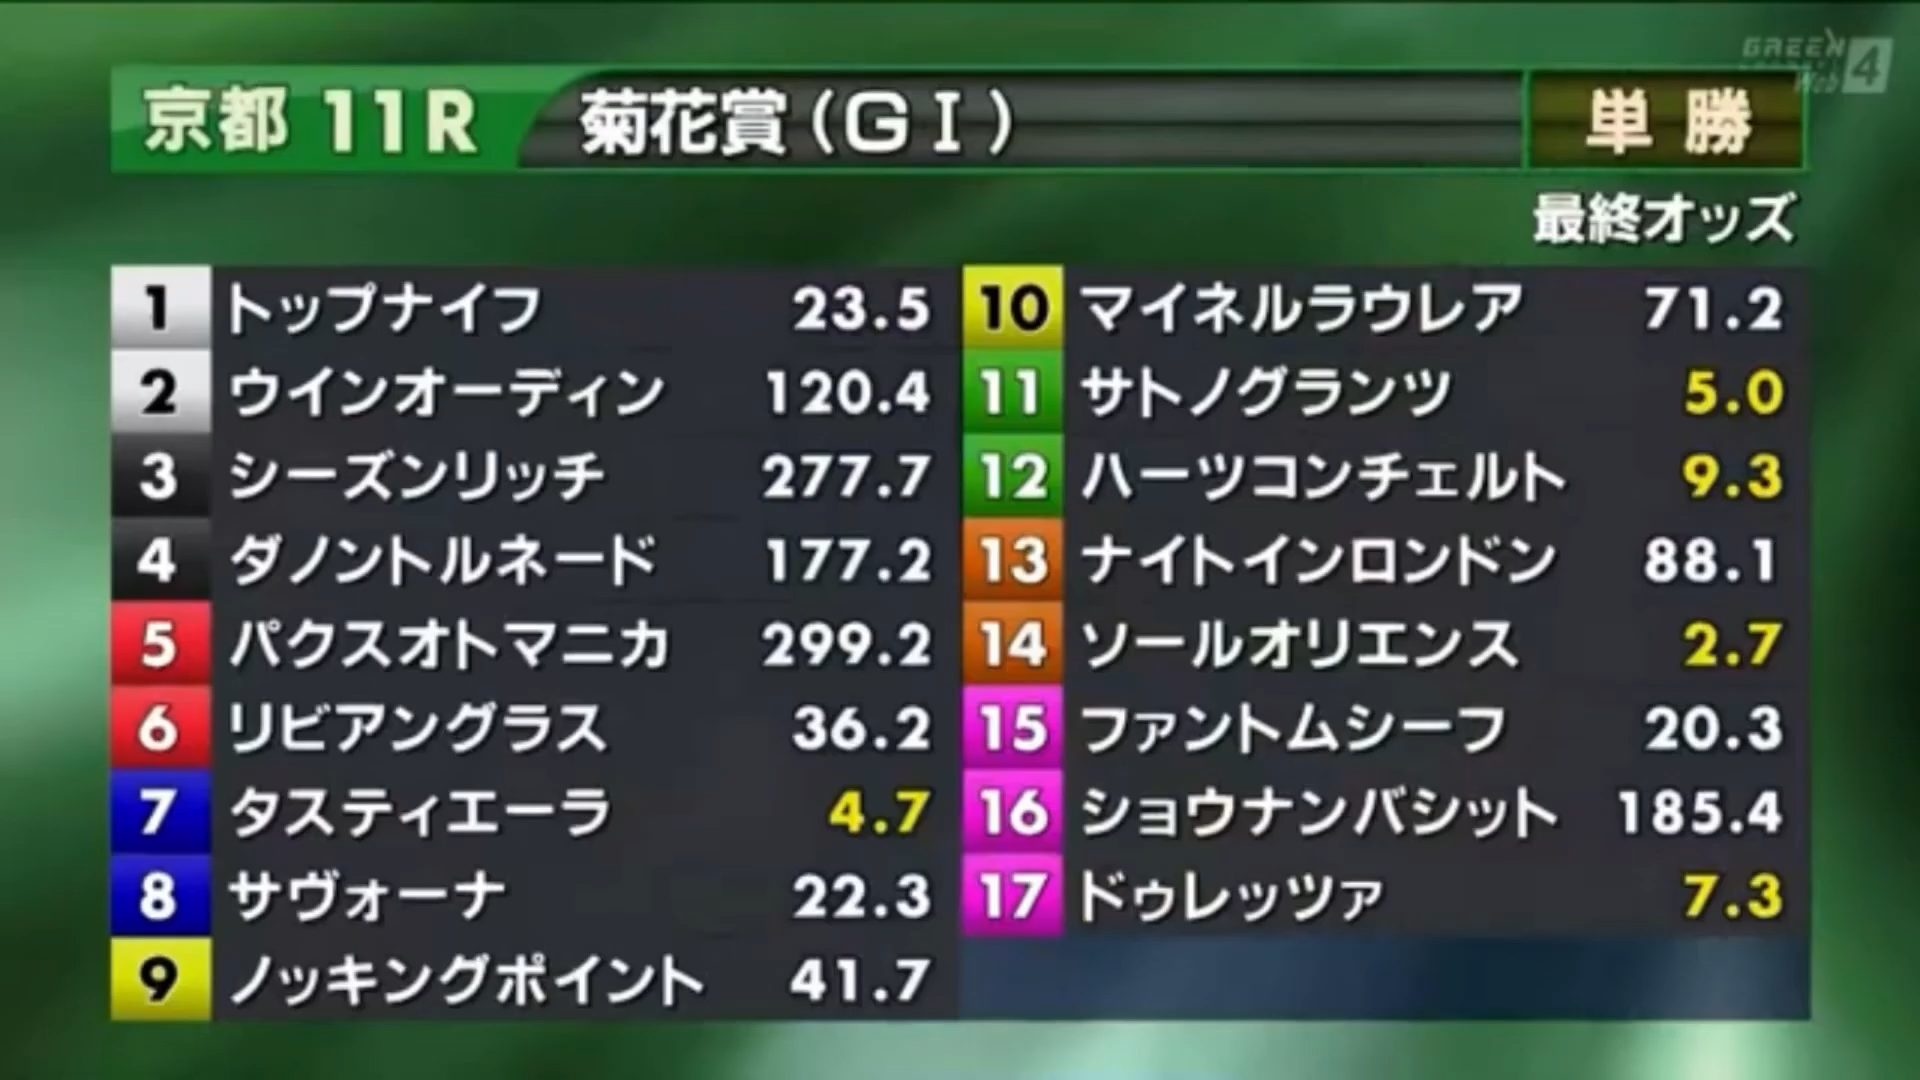 GREEN Web 4
京都 11R 菊花賞(GI) 単勝
最終オッズ
1 トップナイフ 23.5
2 ウインオーディン 120.4
3 シーズンリッチ 277.7
4 ダノントルネード 177.2
5 パクスオトマニカ 299.2
6 リビアングラス 36.2
7 タスティエーラ 4.7
8 サヴォーナ 22.3
9 ノッキングポイント 41.7
10 マイネルラウレア 71.2
11 サトノグランツ 5.0
12 ハーツコンチェルト 9.3
13 ナイトインロンドン 88.1
14 ソールオリエンス 2.7
15 ファントムシーフ 20.3
16 ショウナンバシット 185.4
17 ドゥレッツァ 7.3